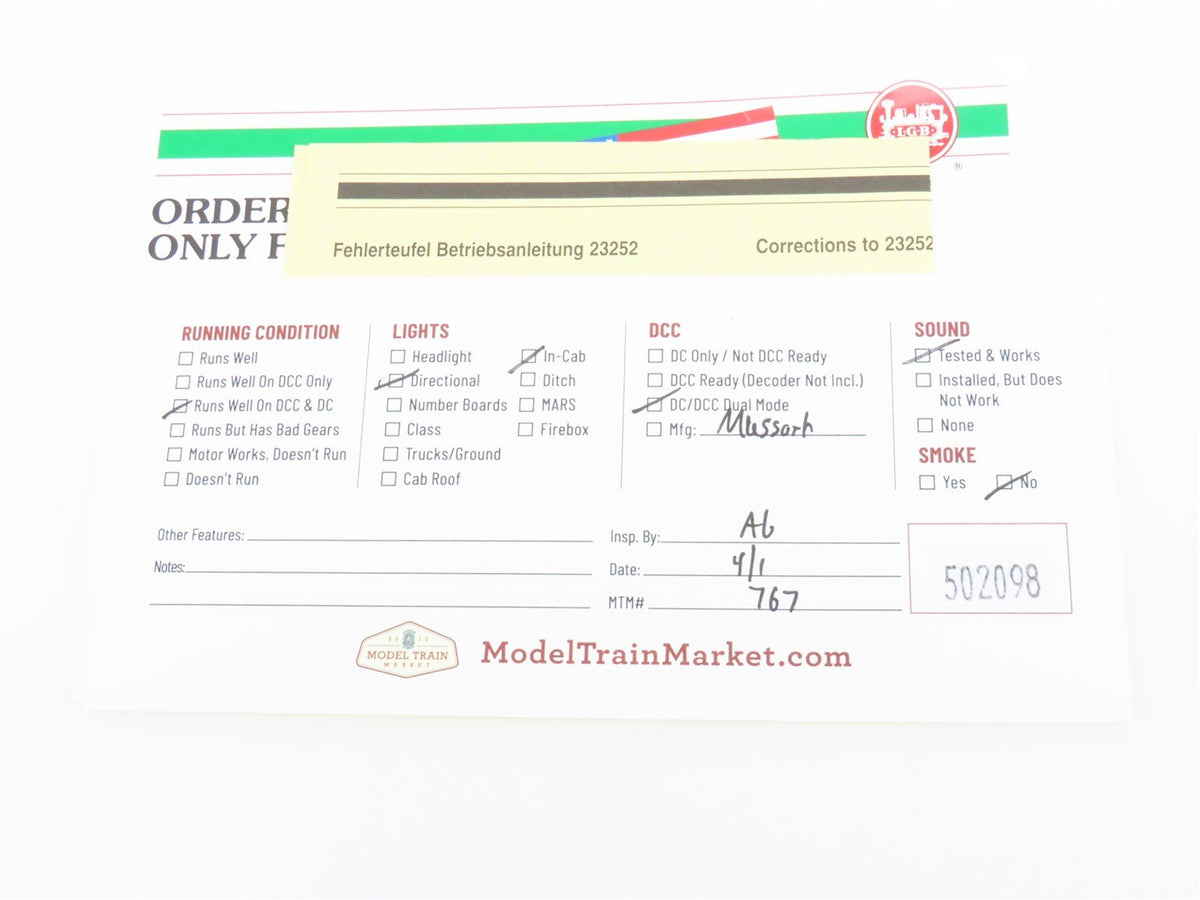 LGB
®
ORDER
ONLY F
Fehlerteufel Betriebsanleitung 23252
Corrections to 23252
RUNNING CONDITION
Runs Well
Runs Well On DCC Only
Runs Well On DCC & DC
Runs But Has Bad Gears
Motor Works, Doesn't Run
Doesn't Run
LIGHTS
Headlight
Directional
Number Boards
Class
Trucks/Ground
Cab Roof
In-Cab
Ditch
MARS
Firebox
DCC
DC Only / Not DCC Ready
DCC Ready (Decoder Not Incl.)
DC/DCC Dual Mode
Mfg:
SOUND
Tested & Works
Installed, But Does
Not Work
None
SMOKE
Yes
No
Other Features:
Notes:
Insp. By: AG
Date: 4/1
MTM# 767
502098
2015
MODEL TRAIN
MARKET
ModelTrainMarket.com